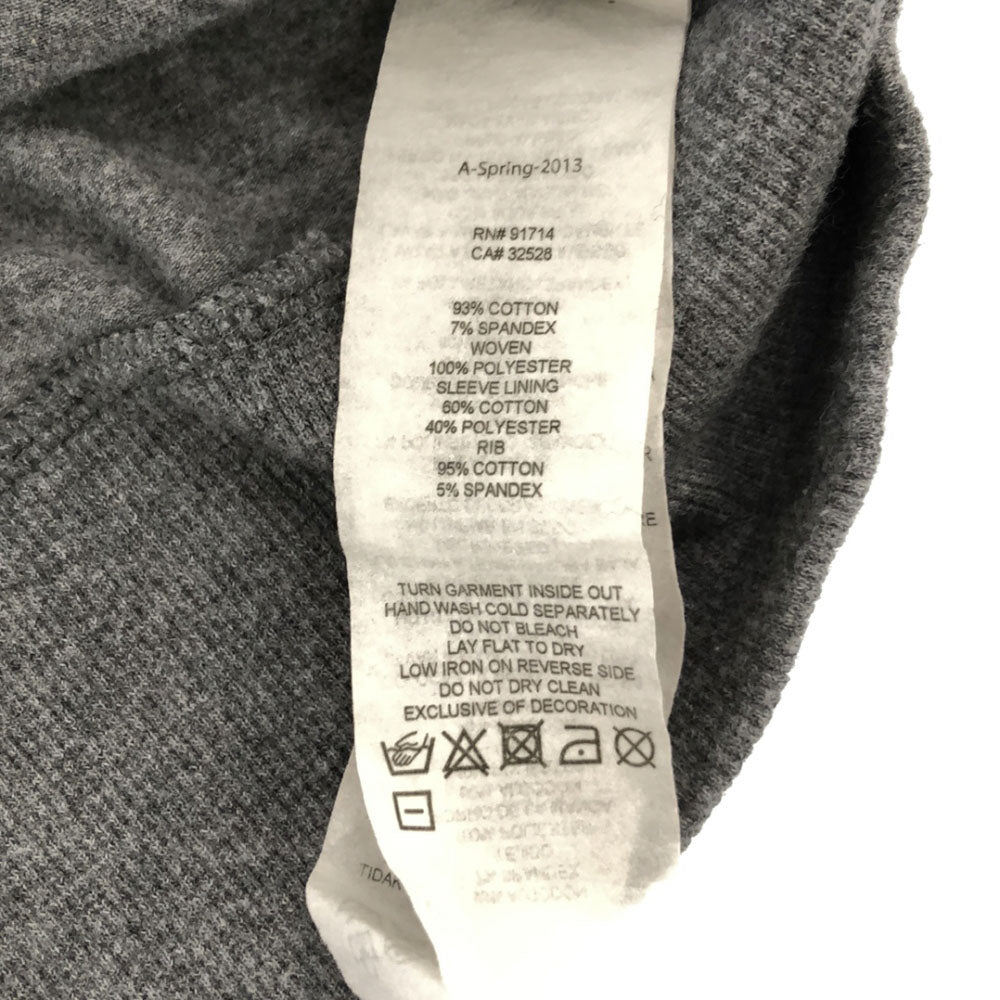 A-Spring-2013
RN# 91714
CA# 32528
93% COTTON
7% SPANDEX
WOVEN
100% POLYESTER
SLEEVE LINING
60% COTTON
40% POLYESTER
RIB
95% COTTON
5% SPANDEX
TURN GARMENT INSIDE OUT
HAND WASH COLD SEPARATELY
DO NOT BLEACH
LAY FLAT TO DRY
LOW IRON ON REVERSE SIDE
DO NOT DRY CLEAN
EXCLUSIVE OF DECORATION
TIDAK